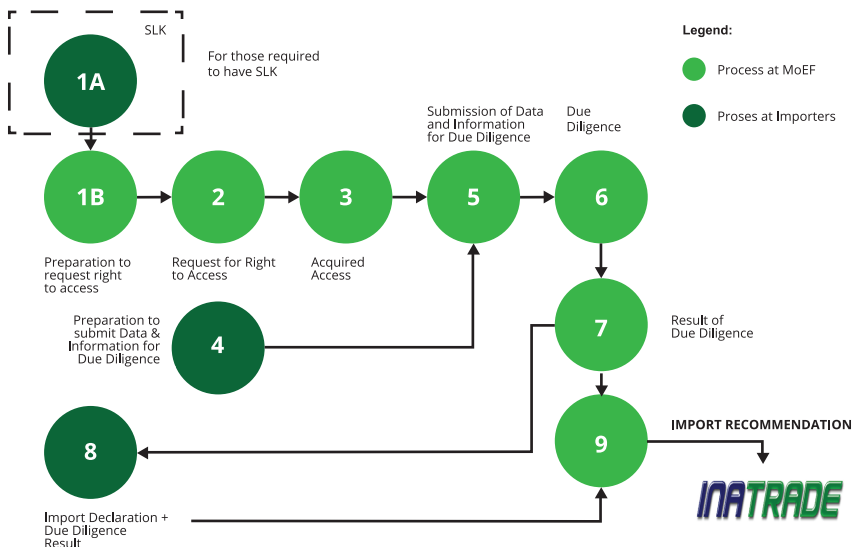 SLK
1A
For those required
to have SLK
Legend:
Process at MoEF
Proses at Importers
Submission of Data
and Information
for Due Diligence
Due
Diligence
1B
2
3
5
6
Preparation to
request right
to access
Request for Right
to Access
Acquired
Access
Preparation to
submit Data &
Information for
Due Diligence
4
7
Result of
Due Diligence
8
9
IMPORT RECOMMENDATION
INATRADE
Import Declaration +
Due Diligence
Result